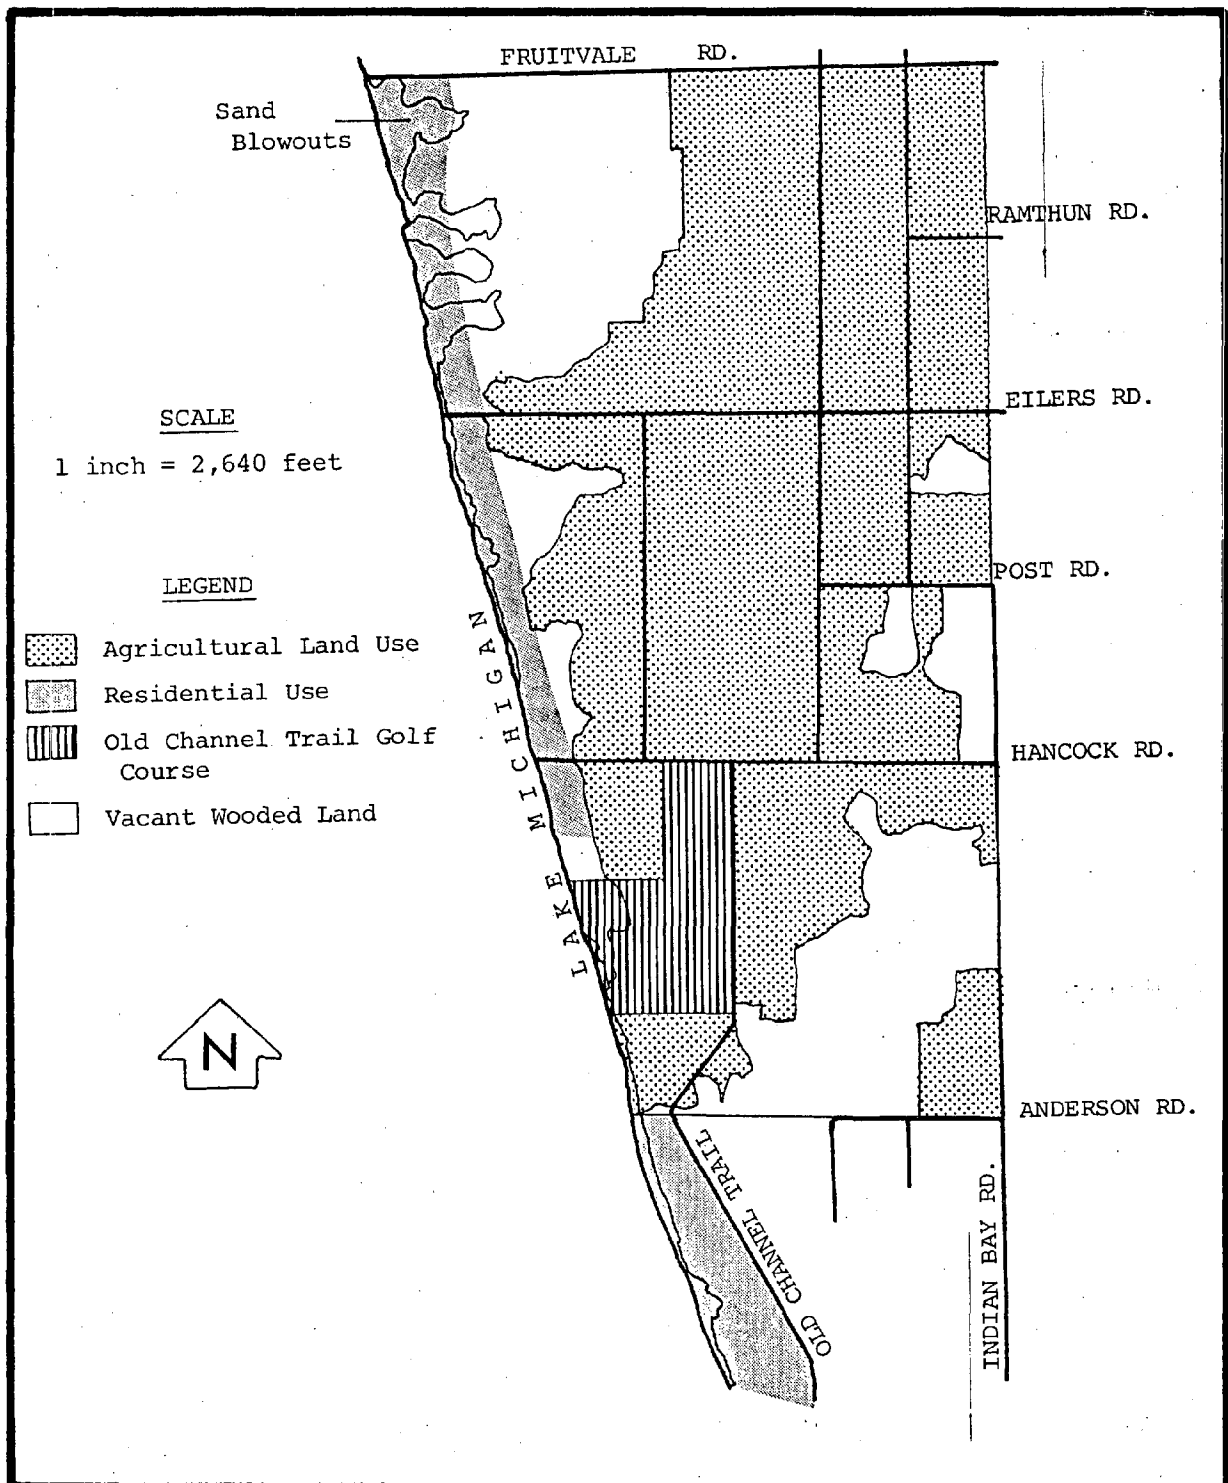 FRUITVALE RD.
Sand
Blowouts
RAMTHUN RD.
EILERS RD.
SCALE
1 inch = 2,640 feet
POST RD.
LEGEND
Agricultural Land Use
Residential Use
Old Channel Trail Golf
Course
Vacant Wooded Land
LAKE MICHIGAN
HANCOCK RD.
N
ANDERSON RD.
OLD CHANNEL TRAIL
INDIAN BAY RD.